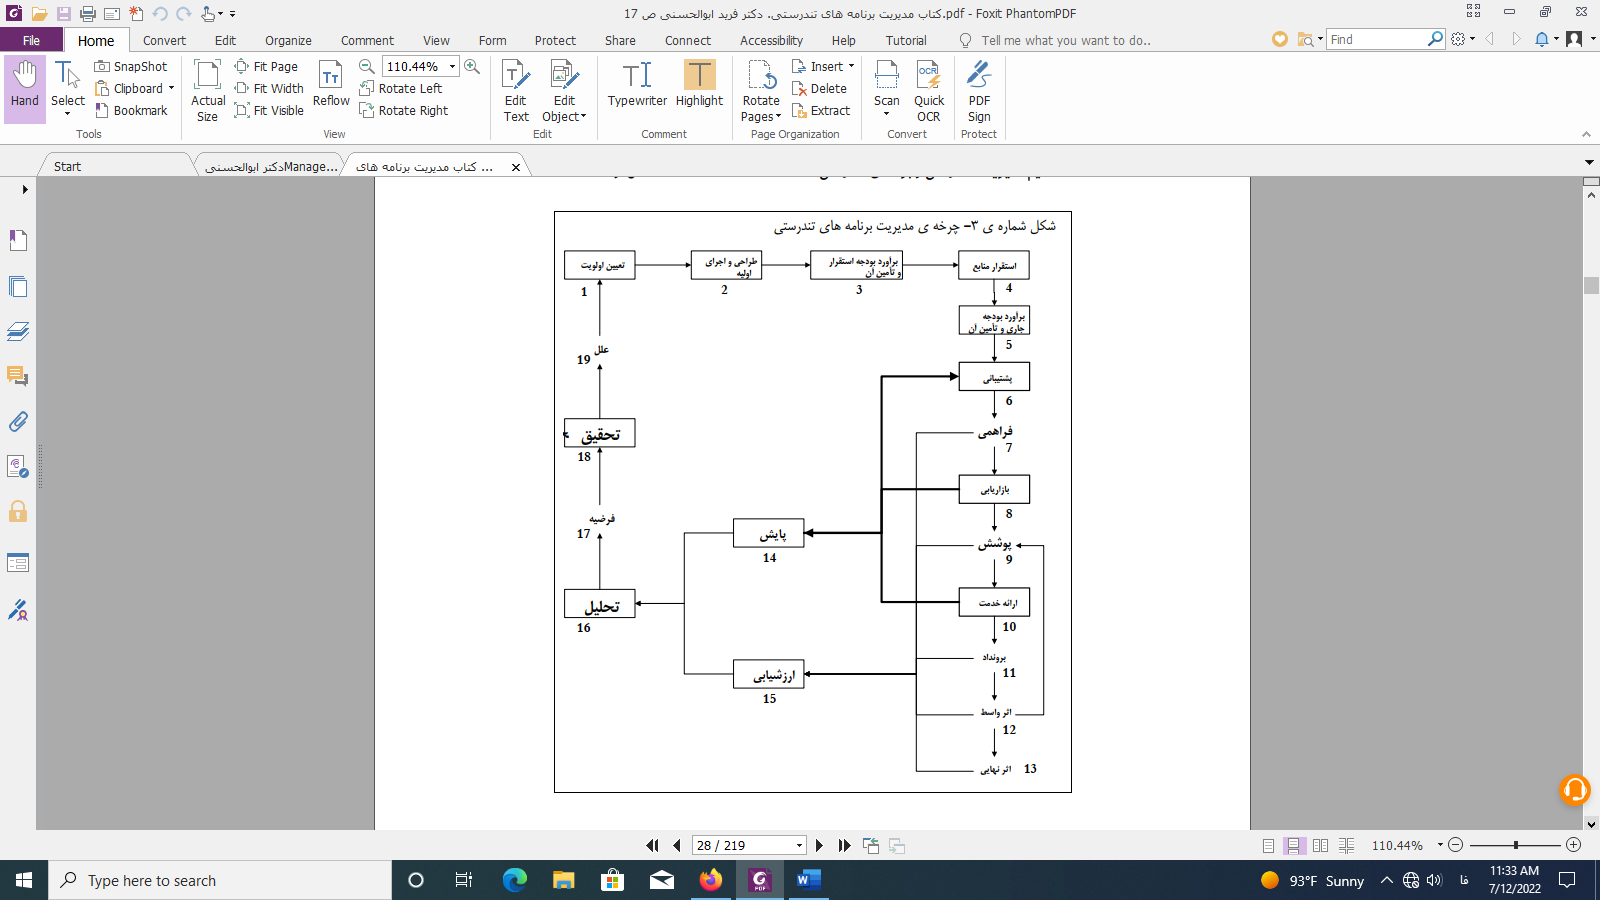 کتاب مدیریت برنامه های تندرستی. دکتر فرید ابوالحسنی ص 17.pdf - Foxit PhantomPDF
File
Home
Convert
Edit
Organize
Comment
View
Form
Protect
Share
Connect
Accessibility
Help
Tutorial
Tell me what you want to do..
Find
Hand
Select
SnapShot
Clipboard
Bookmark
Tools
Actual Size
Fit Page
Fit Width
Fit Visible
Reflow
110.44%
Rotate Left
Rotate Right
View
Edit Text
Edit Object
Edit
Typewriter
Highlight
Comment
Rotate Pages
Insert
Delete
Extract
Page Organization
Scan
Quick OCR
Convert
PDF Sign
Protect
Start
دکتر ابوالحسنیManage...
کتاب مدیریت برنامه های ...
شکل شماره ی ۳- چرخه ی مدیریت برنامه های تندرستی
تعیین اولویت
1
طراحی و اجرای
اولیه
2
برآورد بودجه استقرار
و تأمین آن
3
استقرار منابع
4
برآورد بودجه
جاری و تأمین آن
5
پشتیبانی
6
فراهمی
7
بازاریابی
8
پوشش
9
ارائه خدمت
10
برونداد
11
اثر واسط
12
اثر نهایی
13
پایش
14
ارزشیابی
15
تحلیل
16
فرضیه
17
تحقیق
18
علل
19
28 / 219
110.44%
Type here to search
93°F Sunny
فا
11:33 AM
7/12/2022